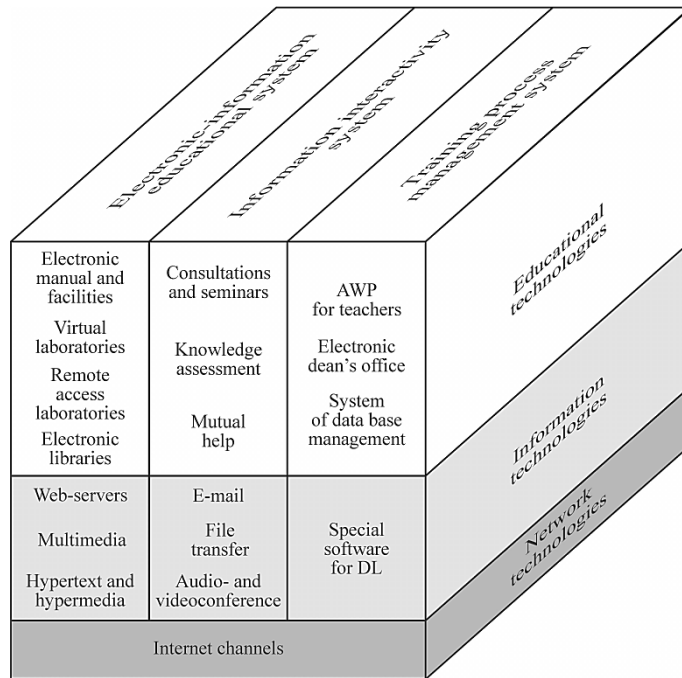 Electronic-information
educational system
Information interactivity
system
Training process
management system
Electronic
manual and
facilities
Virtual
laboratories
Remote
access
laboratories
Electronic
libraries
Consultations
and seminars
Knowledge
assessment
Mutual
help
AWP
for teachers
Electronic
dean’s office
System
of data base
management
Educational
technologies
Web-servers
Multimedia
Hypertext and
hypermedia
E-mail
File
transfer
Audio- and
videoconference
Special
software
for DL
Information
technologies
Internet channels
Network
technologies